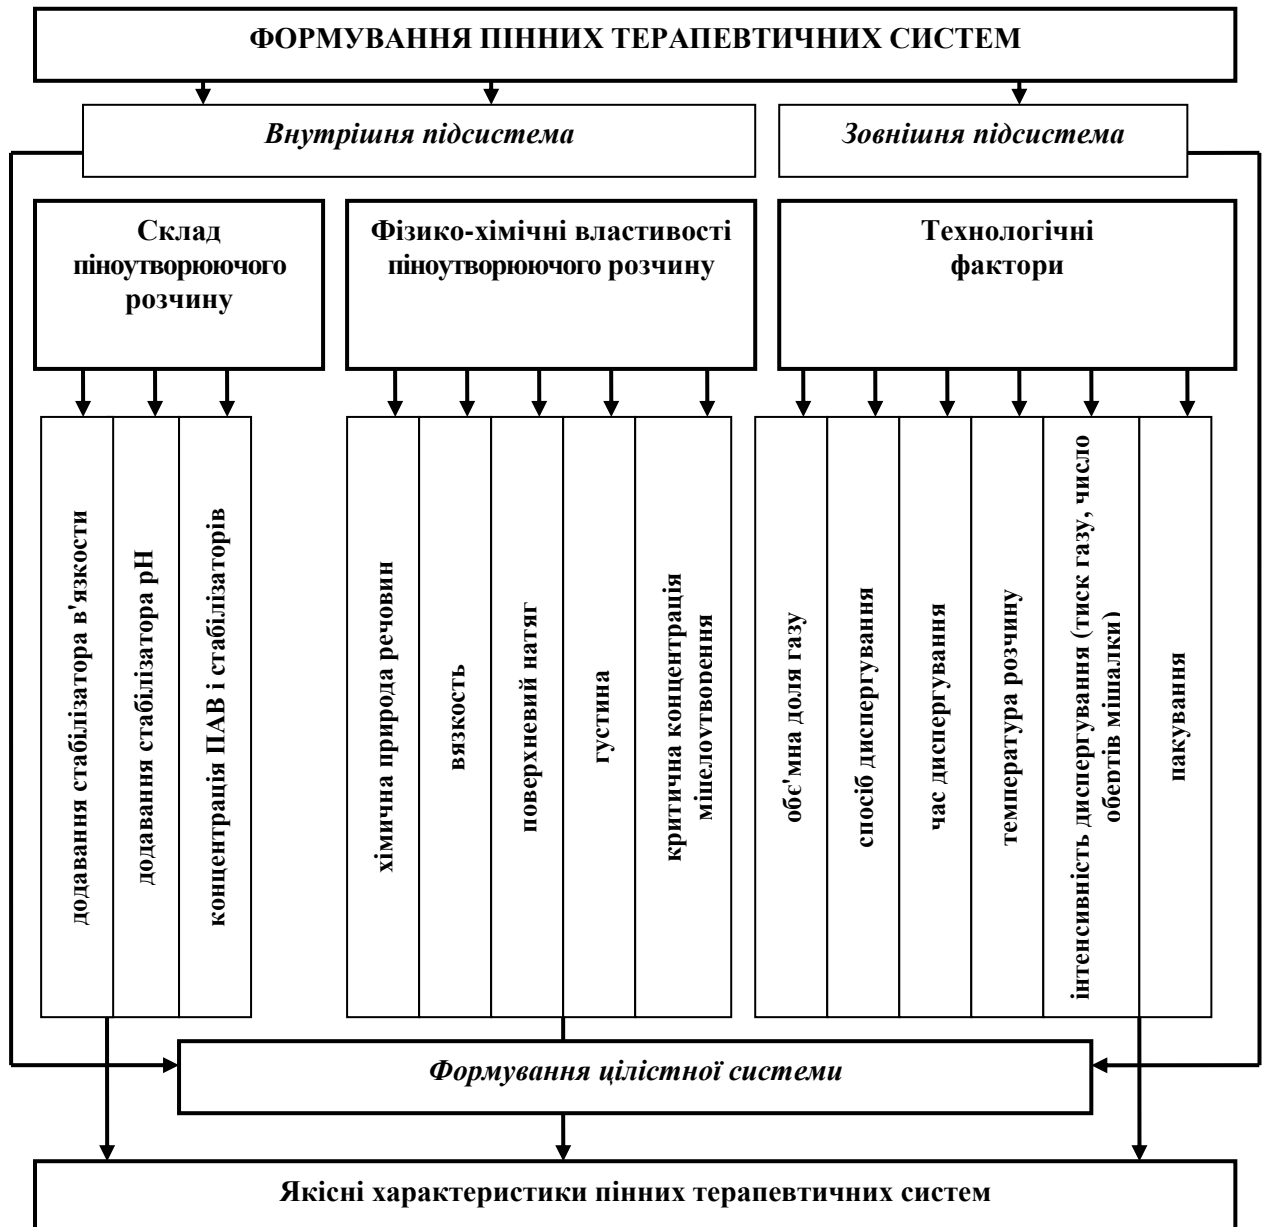 ФОРМУВАННЯ ПІННИХ ТЕРАПЕВТИЧНИХ СИСТЕМ
Внутрішня підсистема
Зовнішня підсистема
Склад
піноутворюючого
розчину
Фізико-хімічні властивості
піноутворюючого розчину
Технологічні
фактори
додавання стабілізатора в'язкости
додавання стабілізатора рН
концентрація ПАВ і стабілізаторів
хімична природа речовин
вязкость
поверхневий натяг
густина
критична концентрація
міцелоутворення
обє'мна доля газу
спосіб диспергування
час диспергування
температура розчину
інтенсивність диспергування (тиск газу, число
обертів мішалки)
пакування
Формування цілістної системи
Якісні характеристики пінних терапевтичних систем